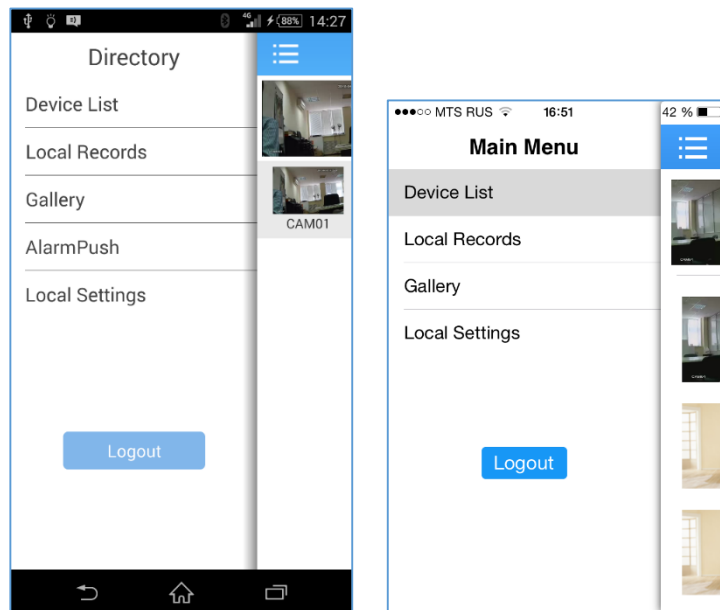 4G 88% 14:27
Directory
Device List
Local Records
Gallery
AlarmPush
Local Settings
Logout
CAM01
MTS RUS 16:51 42 %
Main Menu
Device List
Local Records
Gallery
Local Settings
Logout